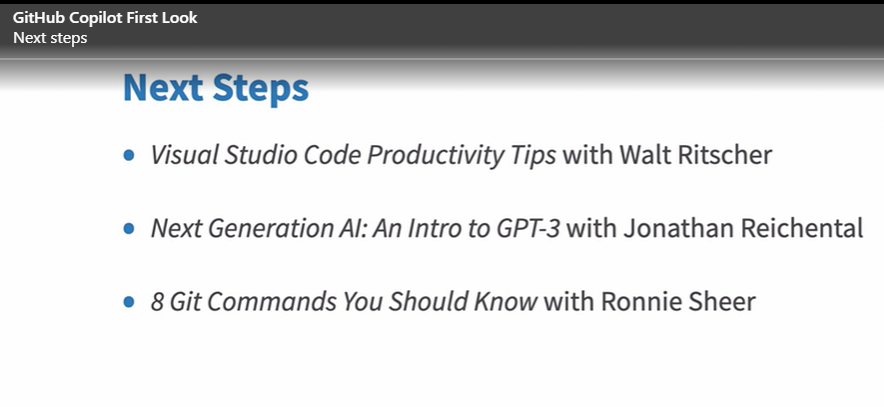 GitHub Copilot First Look
Next steps
Next Steps
• Visual Studio Code Productivity Tips with Walt Ritscher
• Next Generation AI: An Intro to GPT-3 with Jonathan Reichental
• 8 Git Commands You Should Know with Ronnie Sheer